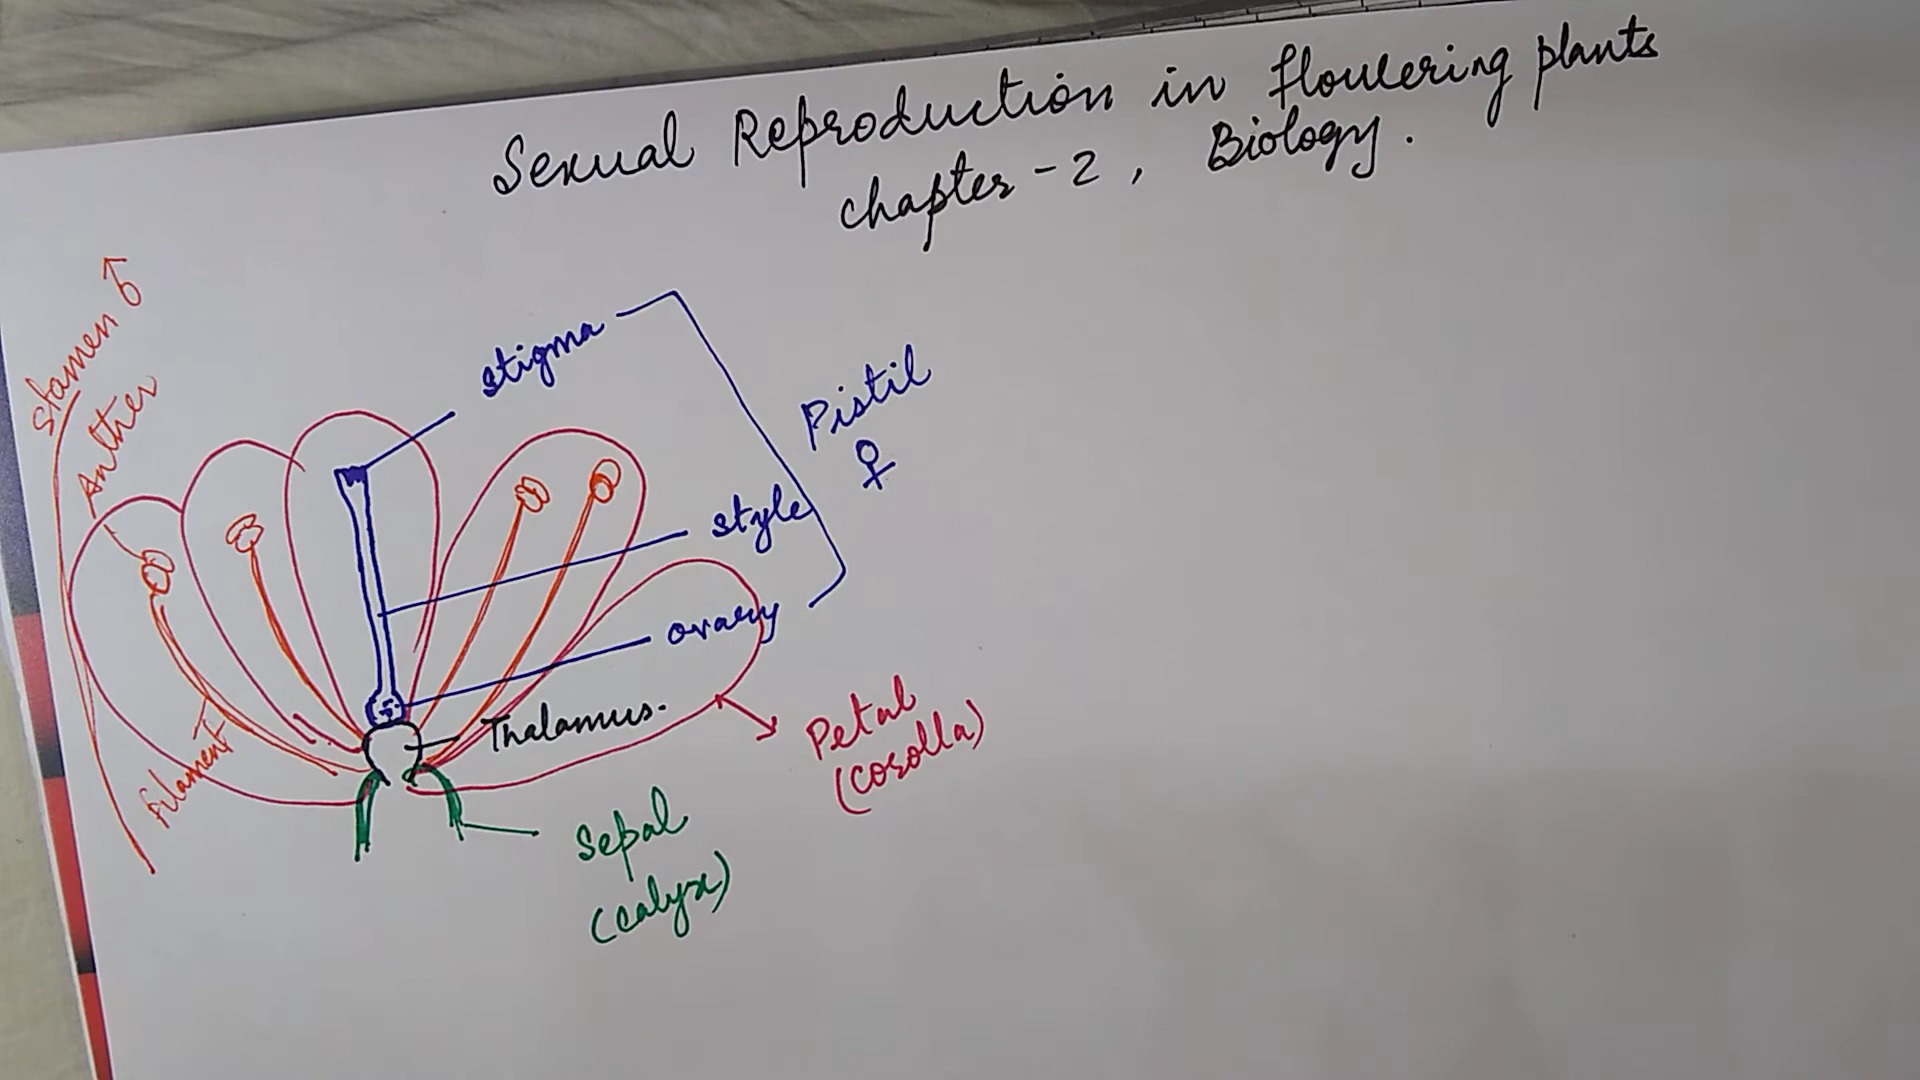 Sexual Reproduction in flowering plants
chapter-2, Biology.
Stamen ♂
Anther
stigma
Pistil
♀
style
ovary
Thalamus.
filament
Petal
(corolla)
Sepal
(calyx)